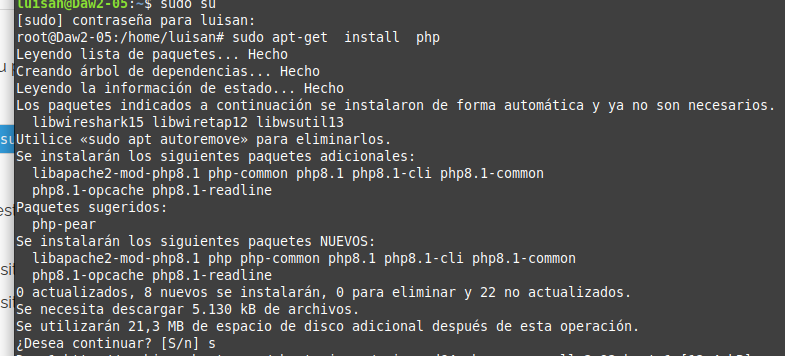 luisan@Daw2-05:~$ sudo su
[sudo] contraseña para luisan:
root@Daw2-05:/home/luisan# sudo apt-get  install  php
Leyendo lista de paquetes... Hecho
Creando árbol de dependencias... Hecho
Leyendo la información de estado... Hecho
Los paquetes indicados a continuación se instalaron de forma automática y ya no son necesarios.
  libwireshark15 libwiretap12 libwsutil13
Utilice «sudo apt autoremove» para eliminarlos.
Se instalarán los siguientes paquetes adicionales:
  libapache2-mod-php8.1 php-common php8.1 php8.1-cli php8.1-common
  php8.1-opcache php8.1-readline
Paquetes sugeridos:
  php-pear
Se instalarán los siguientes paquetes NUEVOS:
  libapache2-mod-php8.1 php php-common php8.1 php8.1-cli php8.1-common
  php8.1-opcache php8.1-readline
0 actualizados, 8 nuevos se instalarán, 0 para eliminar y 22 no actualizados.
Se necesita descargar 5.130 kB de archivos.
Se utilizarán 21,3 MB de espacio de disco adicional después de esta operación.
¿Desea continuar? [S/n] s